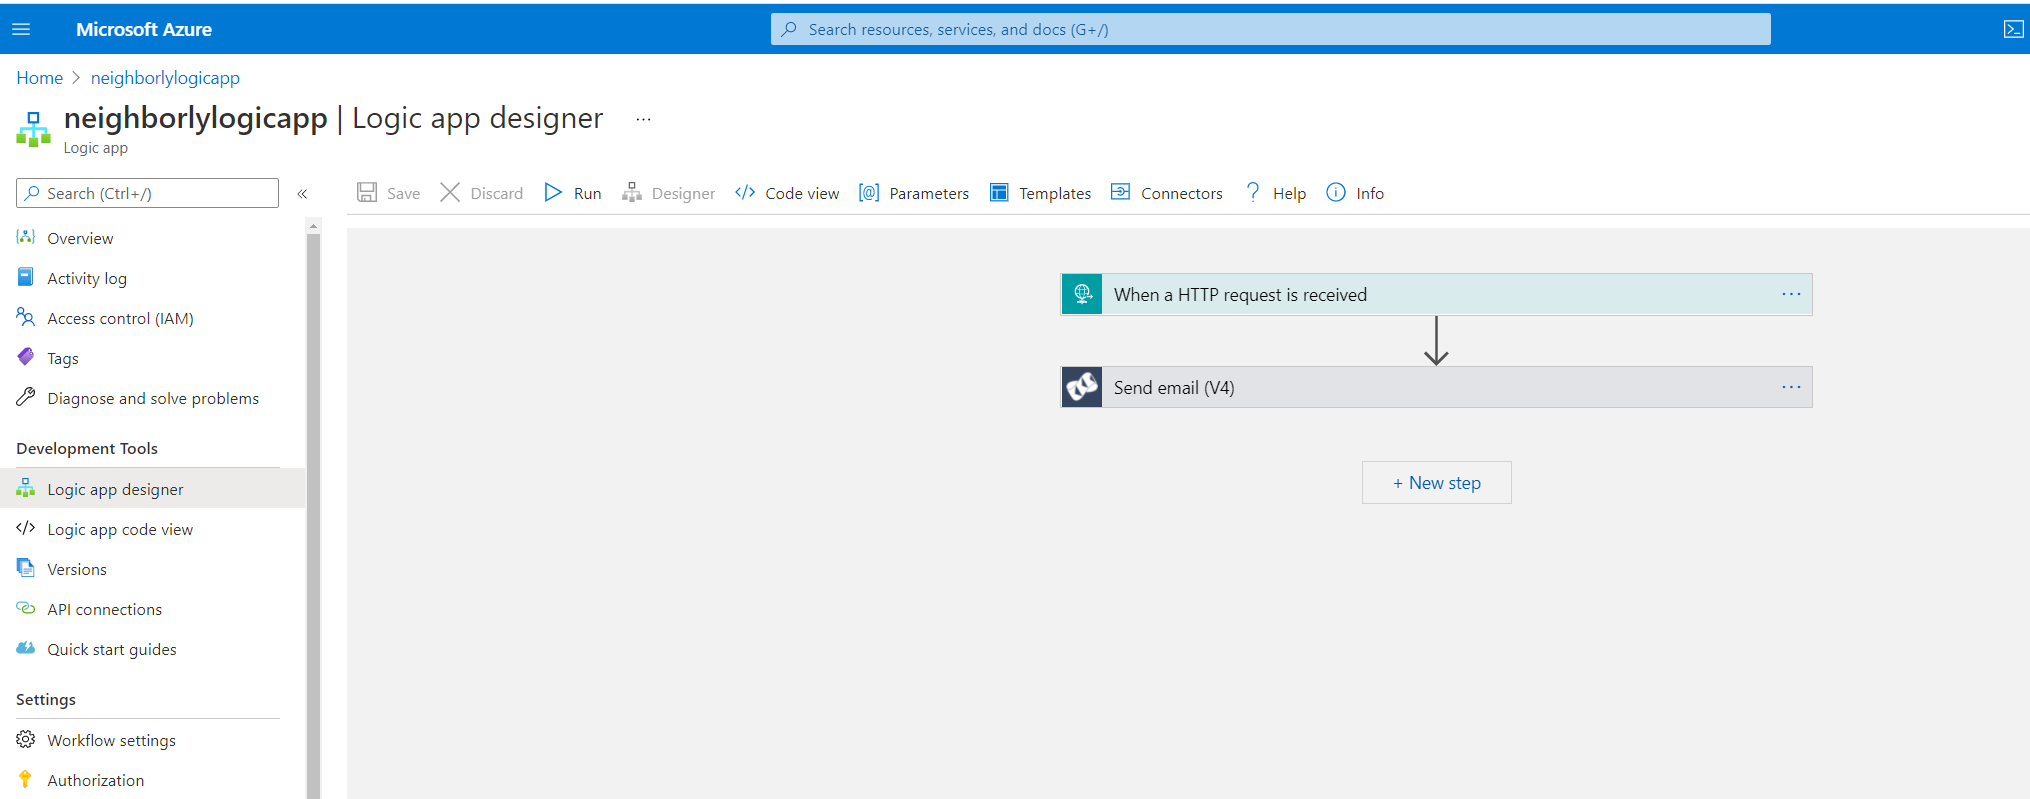 Microsoft Azure
Search resources, services, and docs (G+/)
Home > neighborlylogicapp
neighborlylogicapp | Logic app designer ...
Logic app
Search (Ctrl+/) «
Save Discard Run Designer Code view Parameters Templates Connectors Help Info
Overview
Activity log
Access control (IAM)
Tags
Diagnose and solve problems
Development Tools
Logic app designer
Logic app code view
Versions
API connections
Quick start guides
Settings
Workflow settings
Authorization
When a HTTP request is received ...
Send email (V4) ...
+ New step